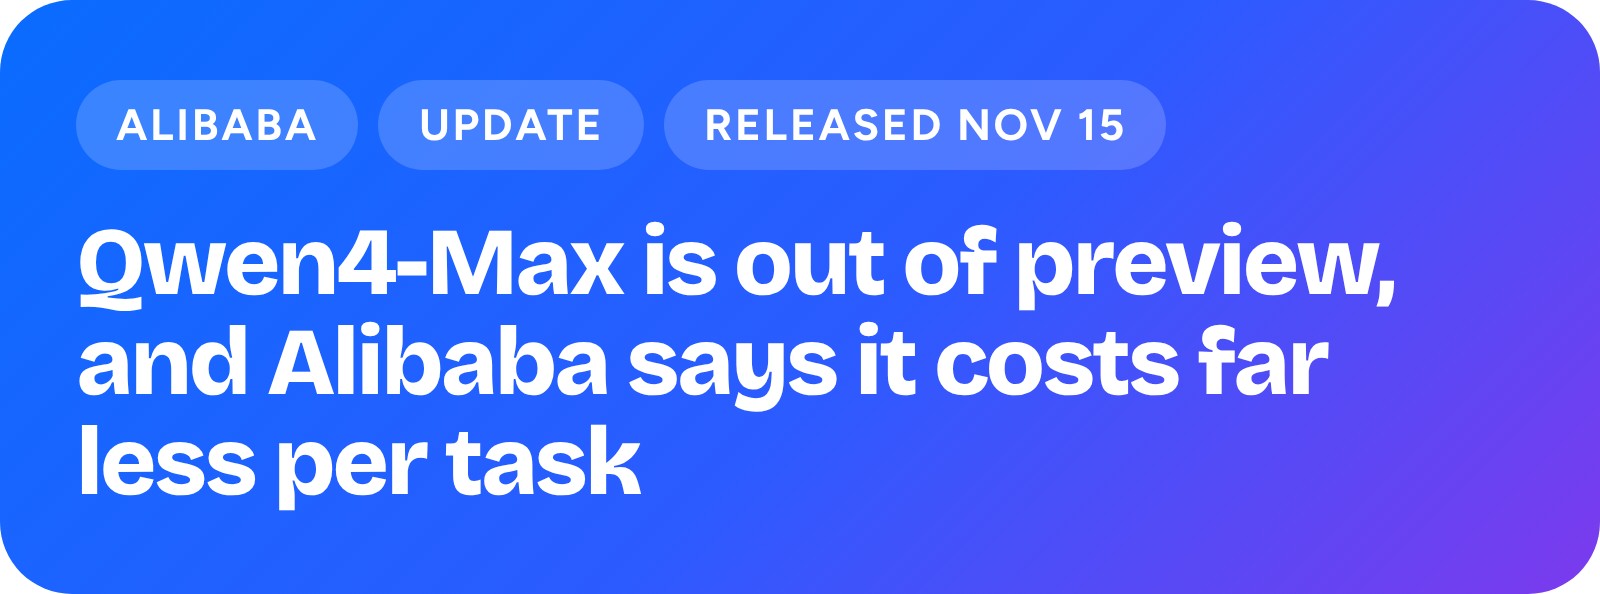 ALIBABA UPDATE RELEASED NOV 15
Qwen4-Max is out of preview,
and Alibaba says it costs far
less per task